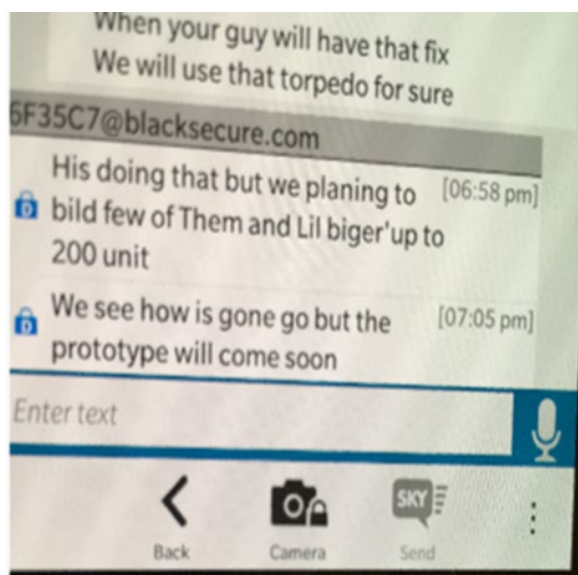 When your guy will have that fix
We will use that torpedo for sure
6F35C7@blacksecure.com
His doing that but we planing to [06:58 pm]
bild few of Them and Lil biger'up to
200 unit
We see how is gone go but the [07:05 pm]
prototype will come soon
Enter text
SKY
Back Camera Send